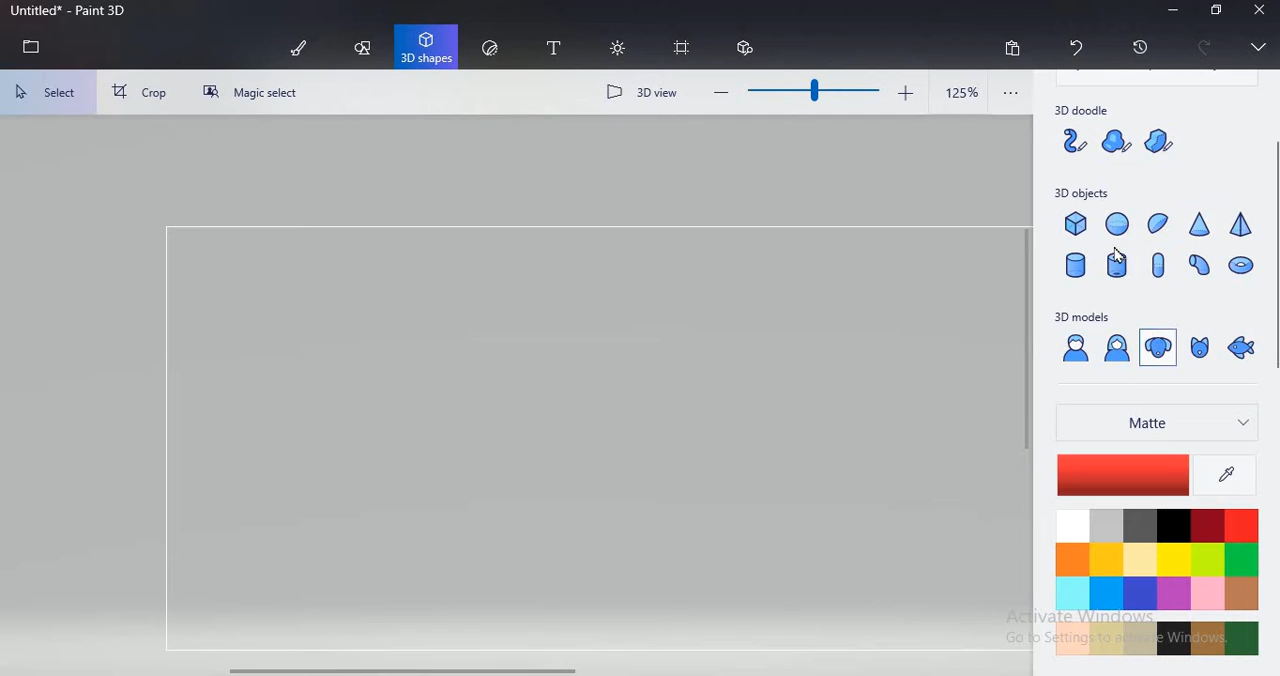 Untitled* - Paint 3D
3D shapes
Select
Crop
Magic select
3D view
125%
3D doodle
3D objects
3D models
Matte
Activate Windows
Go to Settings to activate Windows.